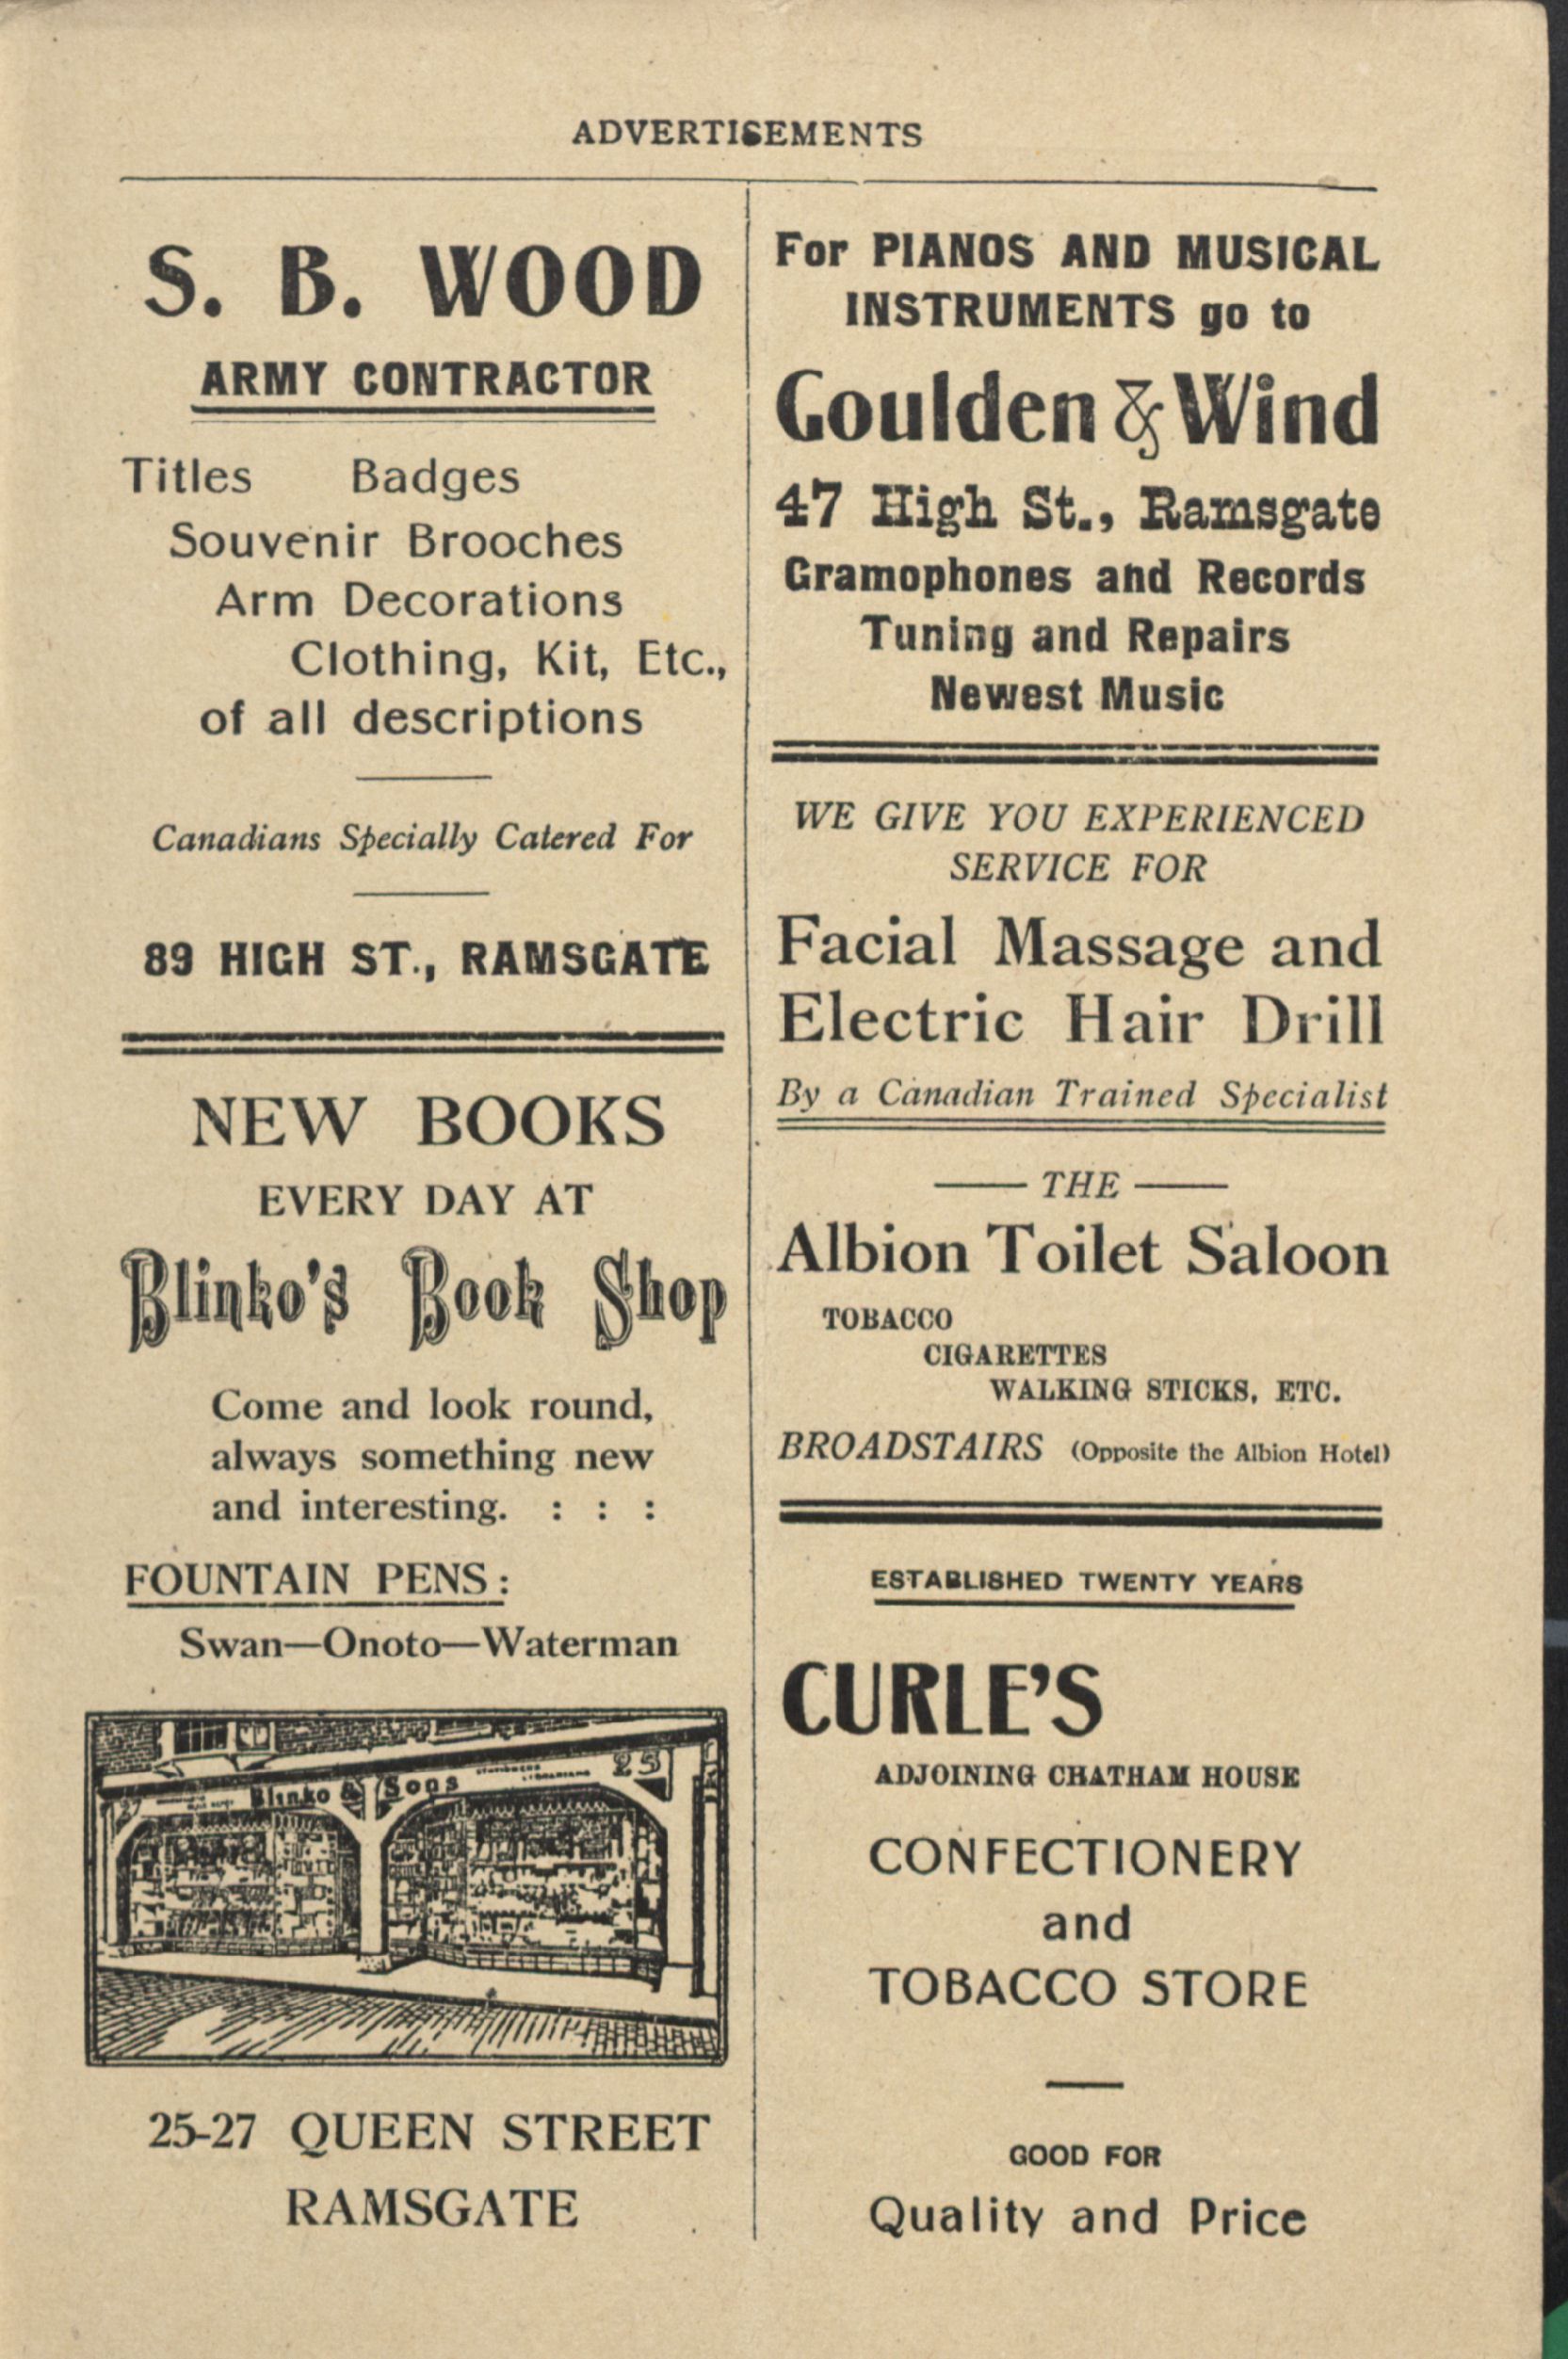 ADVERTISEMENTS
S. B. WOOD
ARMY CONTRACTOR
Titles Badges
Souvenir Brooches
Arm Decorations
Clothing, Kit, Etc.,
of all descriptions
Canadians Specially Catered For
89 HIGH ST., RAMSGATE
NEW BOOKS
EVERY DAY AT
Blinko's Book Shop
Come and look round,
always something new
and interesting. : : :
FOUNTAIN PENS:
Swan—Onoto—Waterman
Blinko & Sons 25
27
25-27 QUEEN STREET
RAMSGATE
For PIANOS AND MUSICAL
INSTRUMENTS go to
Goulden & Wind
47 High St., Ramsgate
Gramophones and Records
Tuning and Repairs
Newest Music
WE GIVE YOU EXPERIENCED
SERVICE FOR
Facial Massage and
Electric Hair Drill
By a Canadian Trained Specialist
THE
Albion Toilet Saloon
TOBACCO
CIGARETTES
WALKING STICKS, ETC.
BROADSTAIRS (Opposite the Albion Hotel)
ESTABLISHED TWENTY YEARS
CURLE'S
ADJOINING CHATHAM HOUSE
CONFECTIONERY
and
TOBACCO STORE
GOOD FOR
Quality and Price